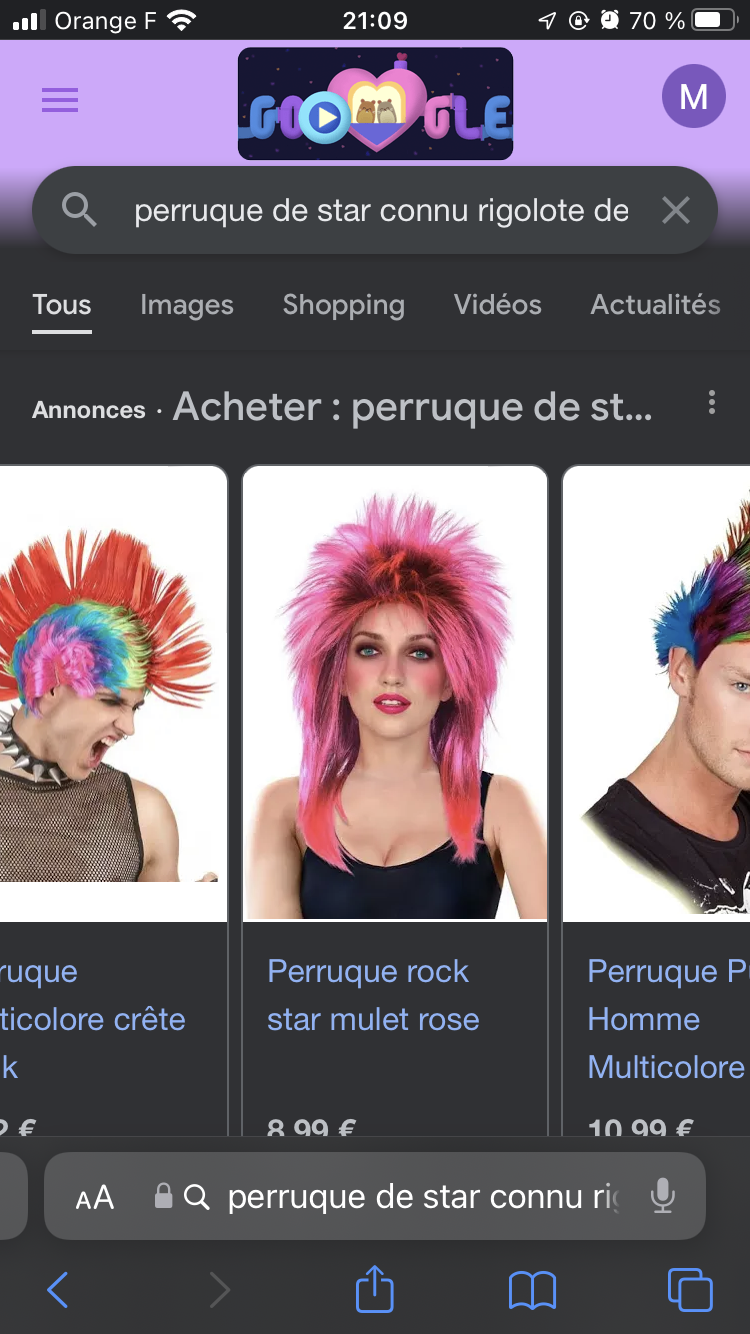 Orange F 21:09 70 %
GOOGLE
M
perruque de star connu rigolote de
Tous Images Shopping Vidéos Actualités
Annonces · Acheter : perruque de st...
ruque
ticolore crête
k
2 €
Perruque rock
star mulet rose
8,99 €
Perruque P
Homme
Multicolore
10,99 €
AA perruque de star connu ri